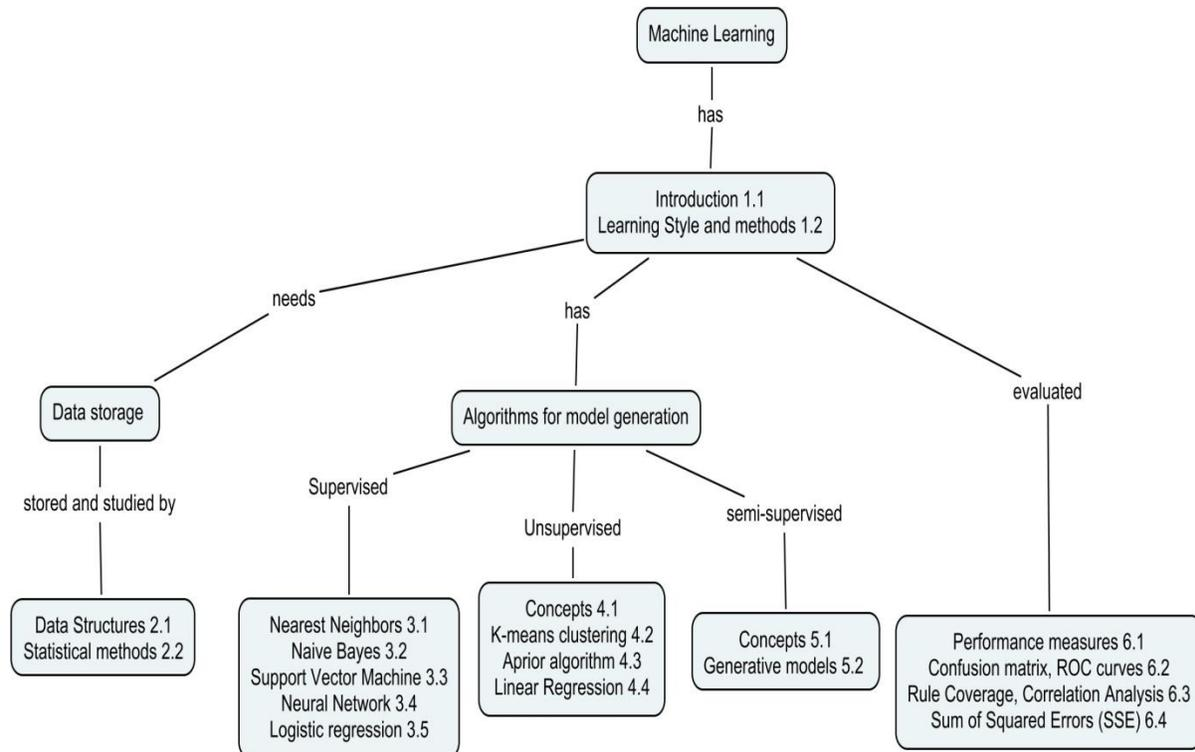 Machine Learning
has
Introduction 1.1
Learning Style and methods 1.2
needs
has
evaluated
Data storage
Algorithms for model generation
stored and studied by
Supervised
Unsupervised
semi-supervised
Data Structures 2.1
Statistical methods 2.2
Nearest Neighbors 3.1
Naive Bayes 3.2
Support Vector Machine 3.3
Neural Network 3.4
Logistic regression 3.5
Concepts 4.1
K-means clustering 4.2
Aprior algorithm 4.3
Linear Regression 4.4
Concepts 5.1
Generative models 5.2
Performance measures 6.1
Confusion matrix, ROC curves 6.2
Rule Coverage, Correlation Analysis 6.3
Sum of Squared Errors (SSE) 6.4